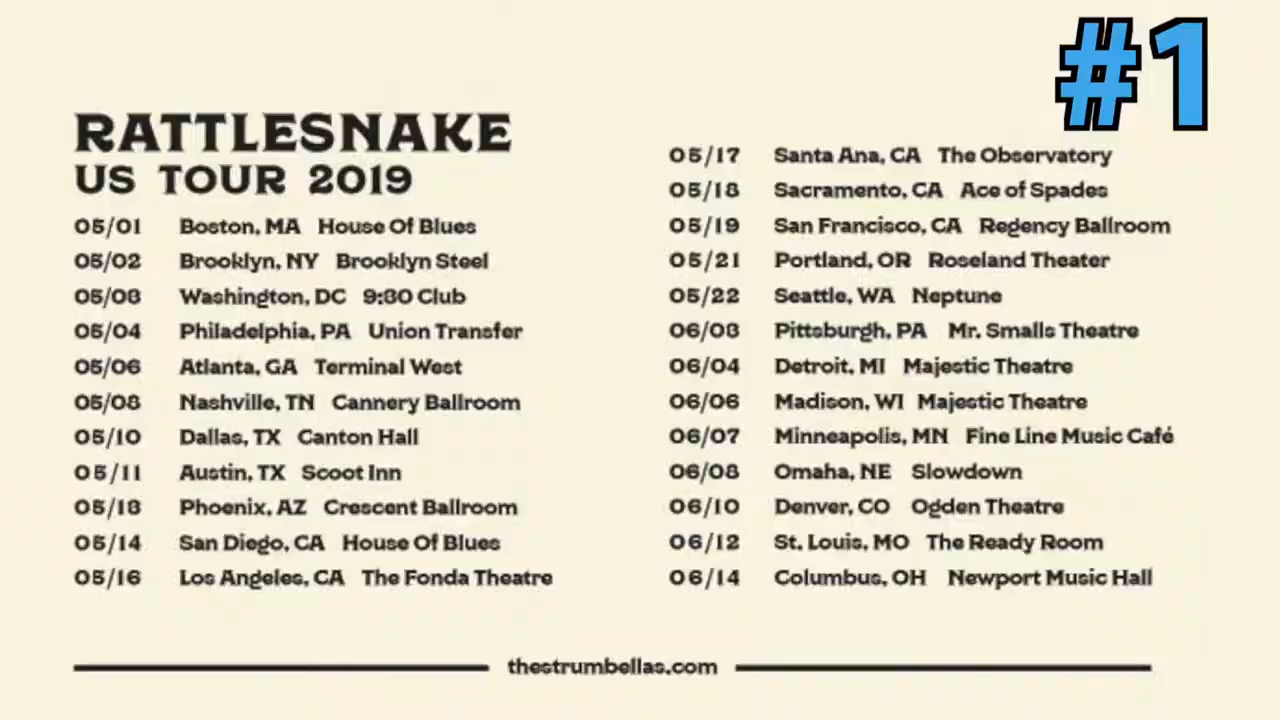 #1
RATTLESNAKE
US TOUR 2019
05/01 Boston, MA House Of Blues
05/02 Brooklyn, NY Brooklyn Steel
05/03 Washington, DC 9:30 Club
05/04 Philadelphia, PA Union Transfer
05/06 Atlanta, GA Terminal West
05/08 Nashville, TN Cannery Ballroom
05/10 Dallas, TX Canton Hall
05/11 Austin, TX Scoot Inn
05/13 Phoenix, AZ Crescent Ballroom
05/14 San Diego, CA House Of Blues
05/16 Los Angeles, CA The Fonda Theatre
05/17 Santa Ana, CA The Observatory
05/18 Sacramento, CA Ace of Spades
05/19 San Francisco, CA Regency Ballroom
05/21 Portland, OR Roseland Theater
05/22 Seattle, WA Neptune
06/03 Pittsburgh, PA Mr. Smalls Theatre
06/04 Detroit, MI Majestic Theatre
06/06 Madison, WI Majestic Theatre
06/07 Minneapolis, MN Fine Line Music Café
06/08 Omaha, NE Slowdown
06/10 Denver, CO Ogden Theatre
06/12 St. Louis, MO The Ready Room
06/14 Columbus, OH Newport Music Hall
thestrumbellas.com